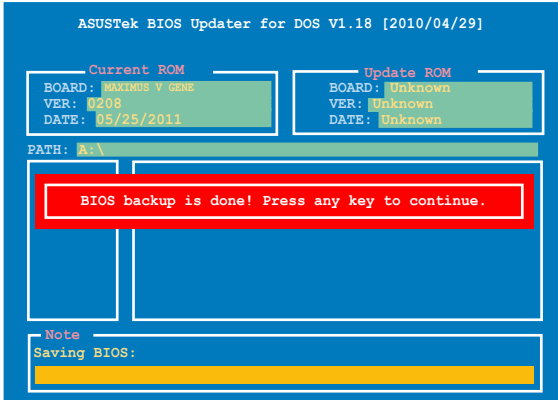 ASUSTek BIOS Updater for DOS V1.18 [2010/04/29]
Current ROM
BOARD: MAXIMUS V GENE
VER: 0208
DATE: 05/25/2011
Update ROM
BOARD: Unknown
VER: Unknown
DATE: Unknown
PATH: A:\
BIOS backup is done! Press any key to continue.
Note
Saving BIOS: